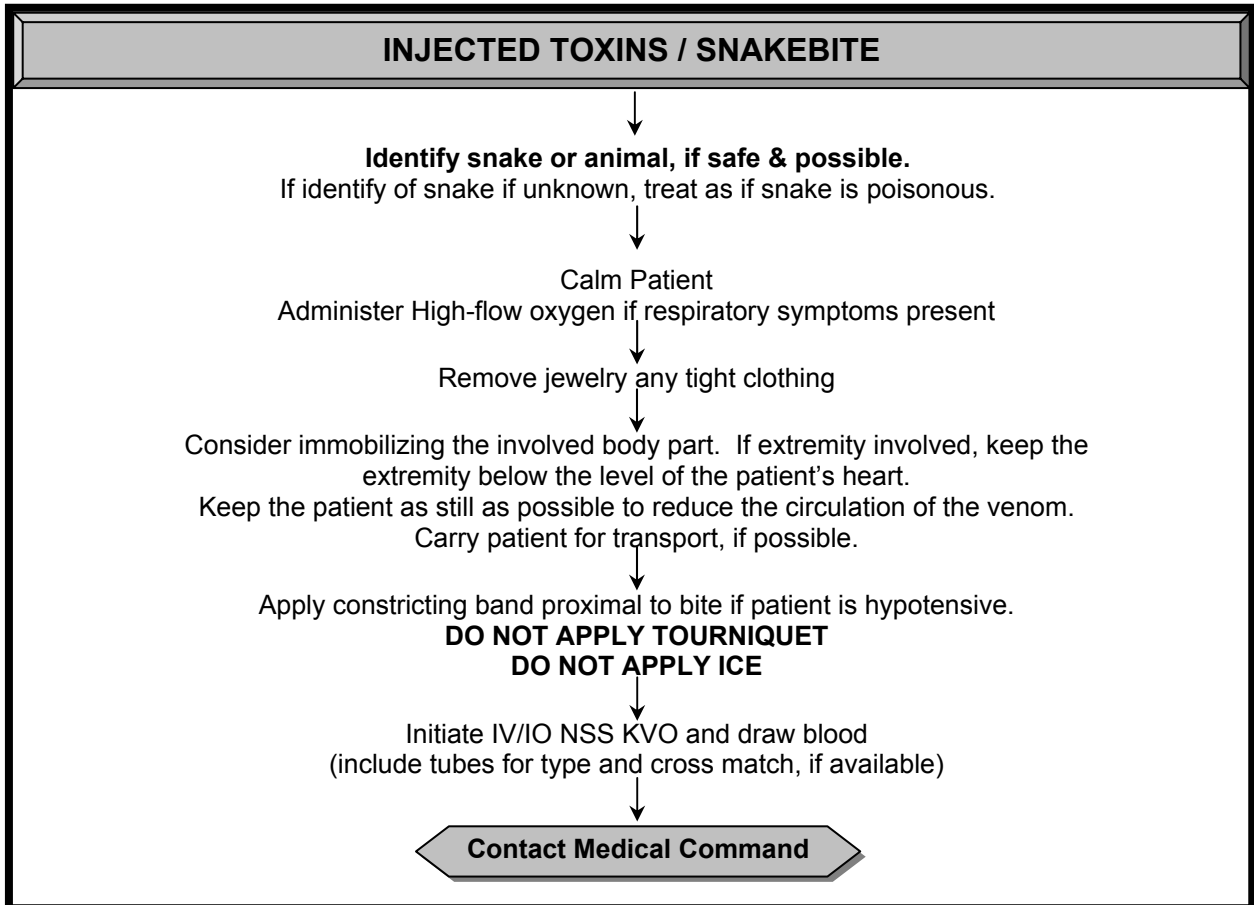 INJECTED TOXINS / SNAKEBITE
Identify snake or animal, if safe & possible.
If identify of snake if unknown, treat as if snake is poisonous.
Calm Patient
Administer High-flow oxygen if respiratory symptoms present
Remove jewelry any tight clothing
Consider immobilizing the involved body part.  If extremity involved, keep the
extremity below the level of the patient's heart.
Keep the patient as still as possible to reduce the circulation of the venom.
Carry patient for transport, if possible.
Apply constricting band proximal to bite if patient is hypotensive.
DO NOT APPLY TOURNIQUET
DO NOT APPLY ICE
Initiate IV/IO NSS KVO and draw blood
(include tubes for type and cross match, if available)
Contact Medical Command